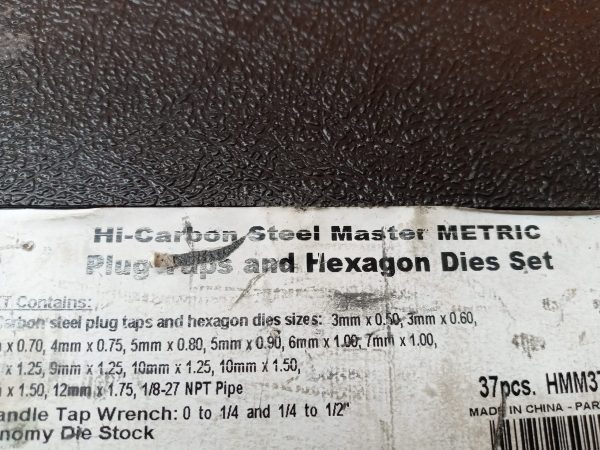 Hi-Carbon Steel Master METRIC
Plug Taps and Hexagon Dies Set
Contains:
arbon steel plug taps and hexagon dies sizes: 3mm x 0.50, 3mm x 0.60,
x 0.70, 4mm x 0.75, 5mm x 0.80, 5mm x 0.90, 6mm x 1.00, 7mm x 1.00,
x 1.25, 9mm x 1.25, 10mm x 1.25, 10mm x 1.50,
x 1.50, 12mm x 1.75, 1/8-27 NPT Pipe
andle Tap Wrench: 0 to 1/4 and 1/4 to 1/2"
nomy Die Stock
37pcs. HMM37
MADE IN CHINA - PAR